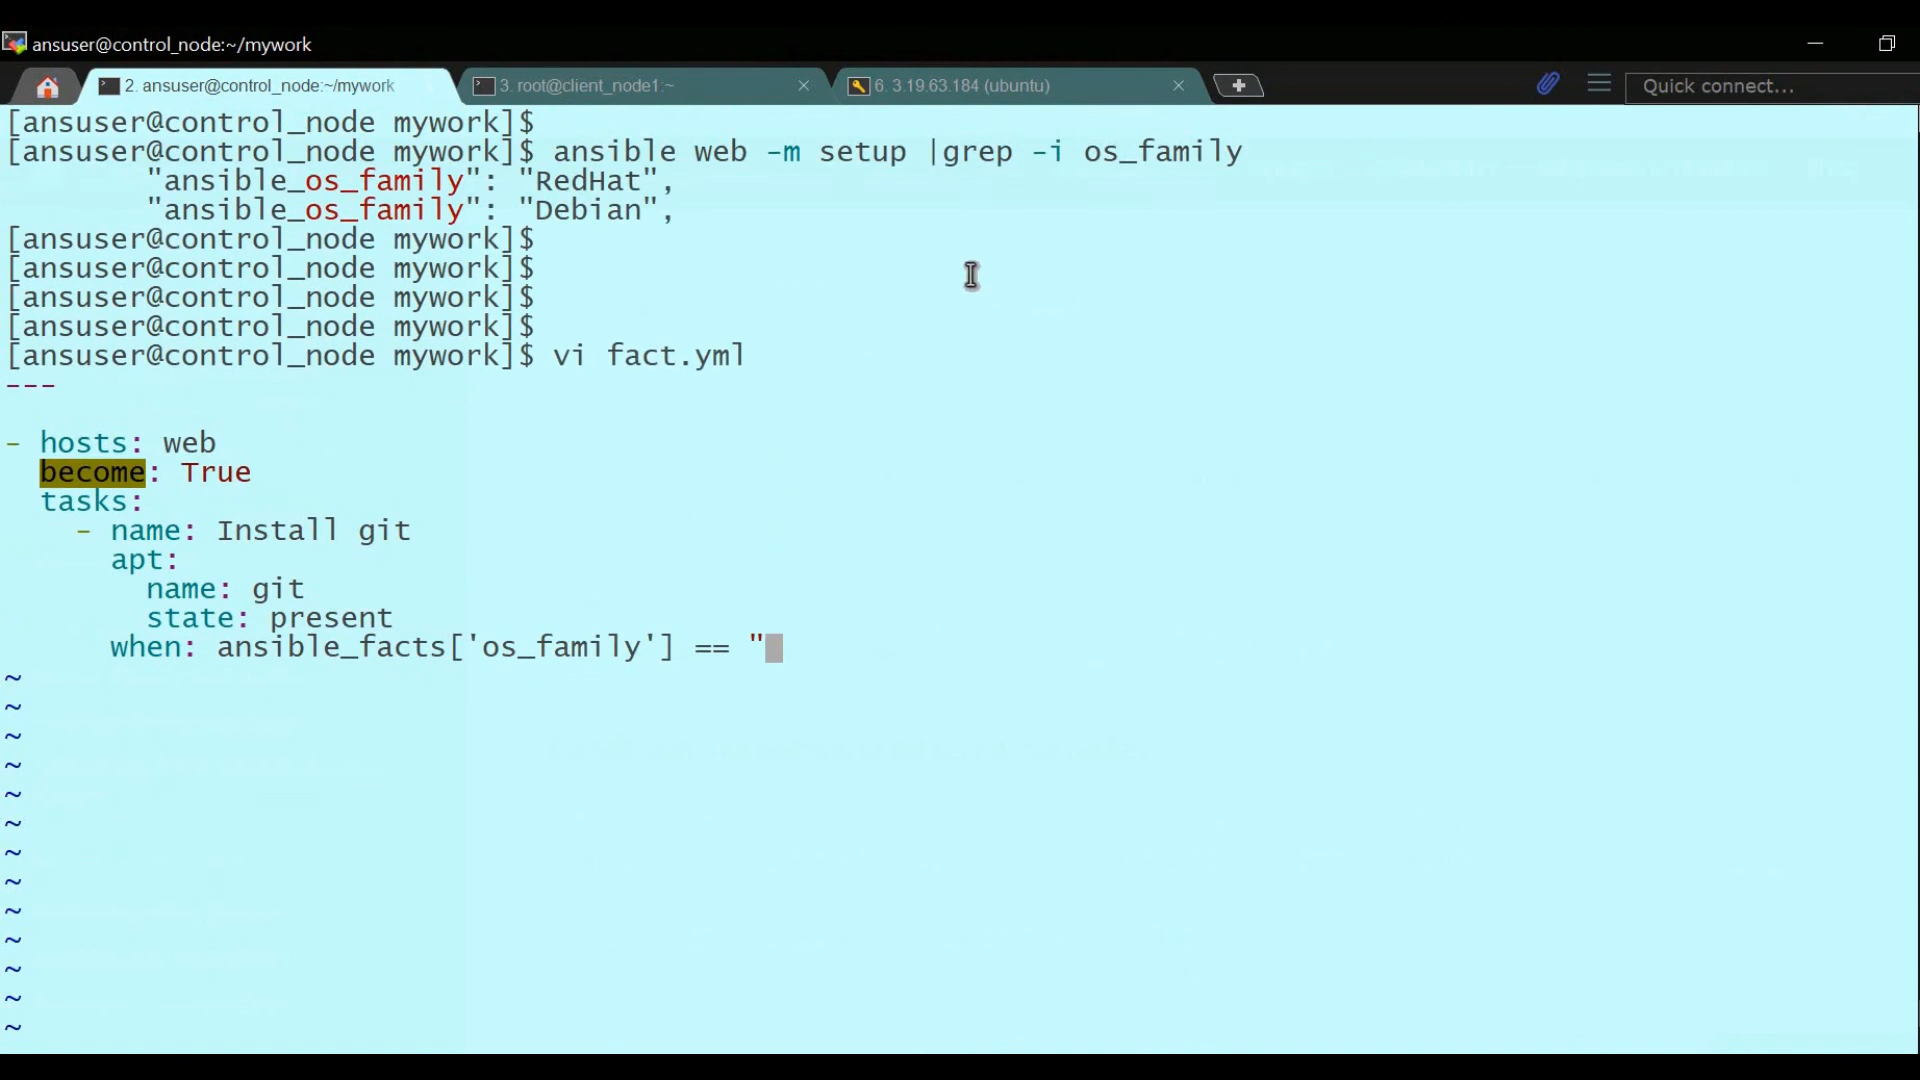 ansuser@control_node:~/mywork
2. ansuser@control_node:~/mywork
3. root@client_node1:~
6. 3.19.63.184 (ubuntu)
Quick connect...
[ansuser@control_node mywork]$
[ansuser@control_node mywork]$ ansible web -m setup |grep -i os_family
        "ansible_os_family": "RedHat",
        "ansible_os_family": "Debian",
[ansuser@control_node mywork]$
[ansuser@control_node mywork]$
[ansuser@control_node mywork]$
[ansuser@control_node mywork]$
[ansuser@control_node mywork]$ vi fact.yml
---
- hosts: web
  become: True
  tasks:
    - name: Install git
      apt:
        name: git
        state: present
      when: ansible_facts['os_family'] == "
~
~
~
~
~
~
~
~
~
~
~
~
~